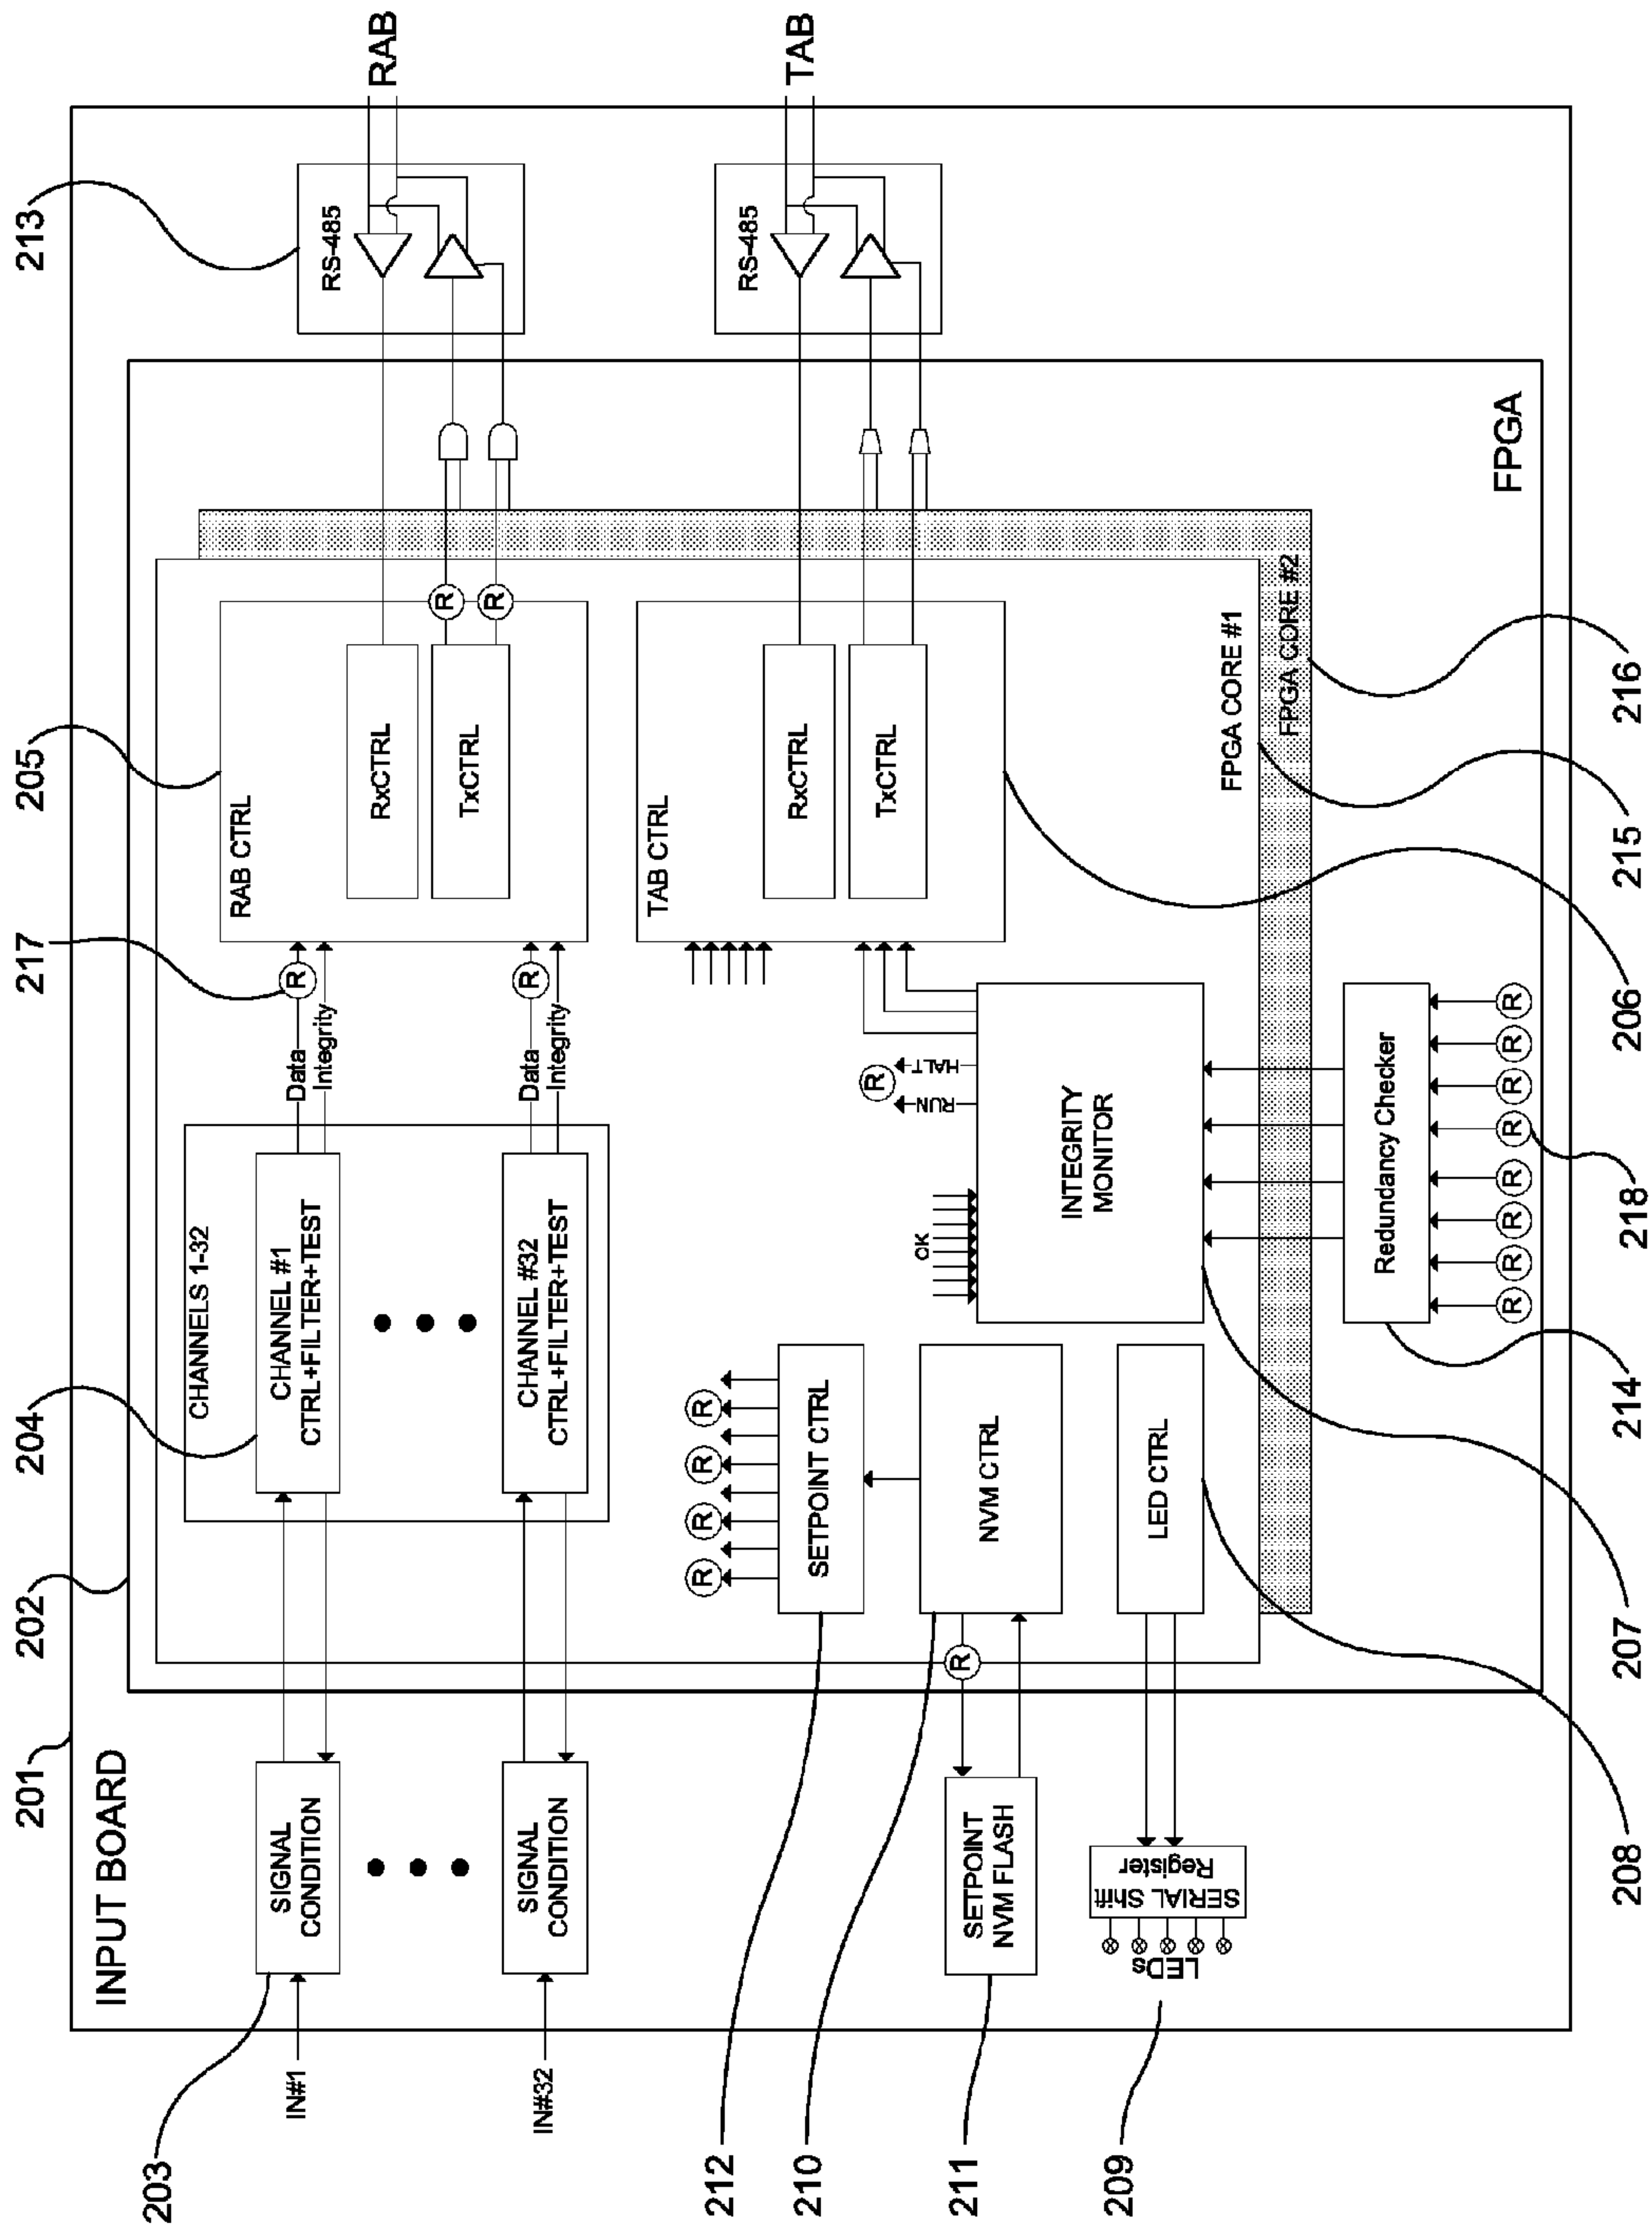 213
205
217
204
202
201
203
INPUT BOARD
IN#1
IN#32
SIGNAL
CONDITION
SIGNAL
CONDITION
CHANNELS 1-32
CHANNEL #1
CTRL+FILTER+TEST
CHANNEL #32
CTRL+FILTER+TEST
Data
R
Integrity
Data
R
Integrity
RAB CTRL
RxCTRL
TxCTRL
R
R
RS-485
RAB
TAB CTRL
RxCTRL
TxCTRL
RS-485
TAB
R
R
R
R
SETPOINT CTRL
NVM CTRL
R
SETPOINT
NVM FLASH
LED CTRL
SERIAL Shift
Register
LEDs
OK
RUN
HALT
R
INTEGRITY
MONITOR
FPGA CORE #1
FPGA CORE #2
Redundancy Checker
R
R
R
R
R
R
R
R
FPGA
212
210
211
209
208
207
214
218
206
215
216